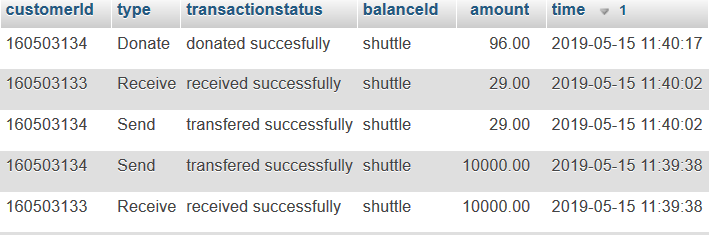 customerId type transactionstatus balanceId amount time 1
160503134 Donate donated succesfully shuttle 96.00 2019-05-15 11:40:17
160503133 Receive received successfully shuttle 29.00 2019-05-15 11:40:02
160503134 Send transfered successfully shuttle 29.00 2019-05-15 11:40:02
160503134 Send transfered successfully shuttle 10000.00 2019-05-15 11:39:38
160503133 Receive received successfully shuttle 10000.00 2019-05-15 11:39:38